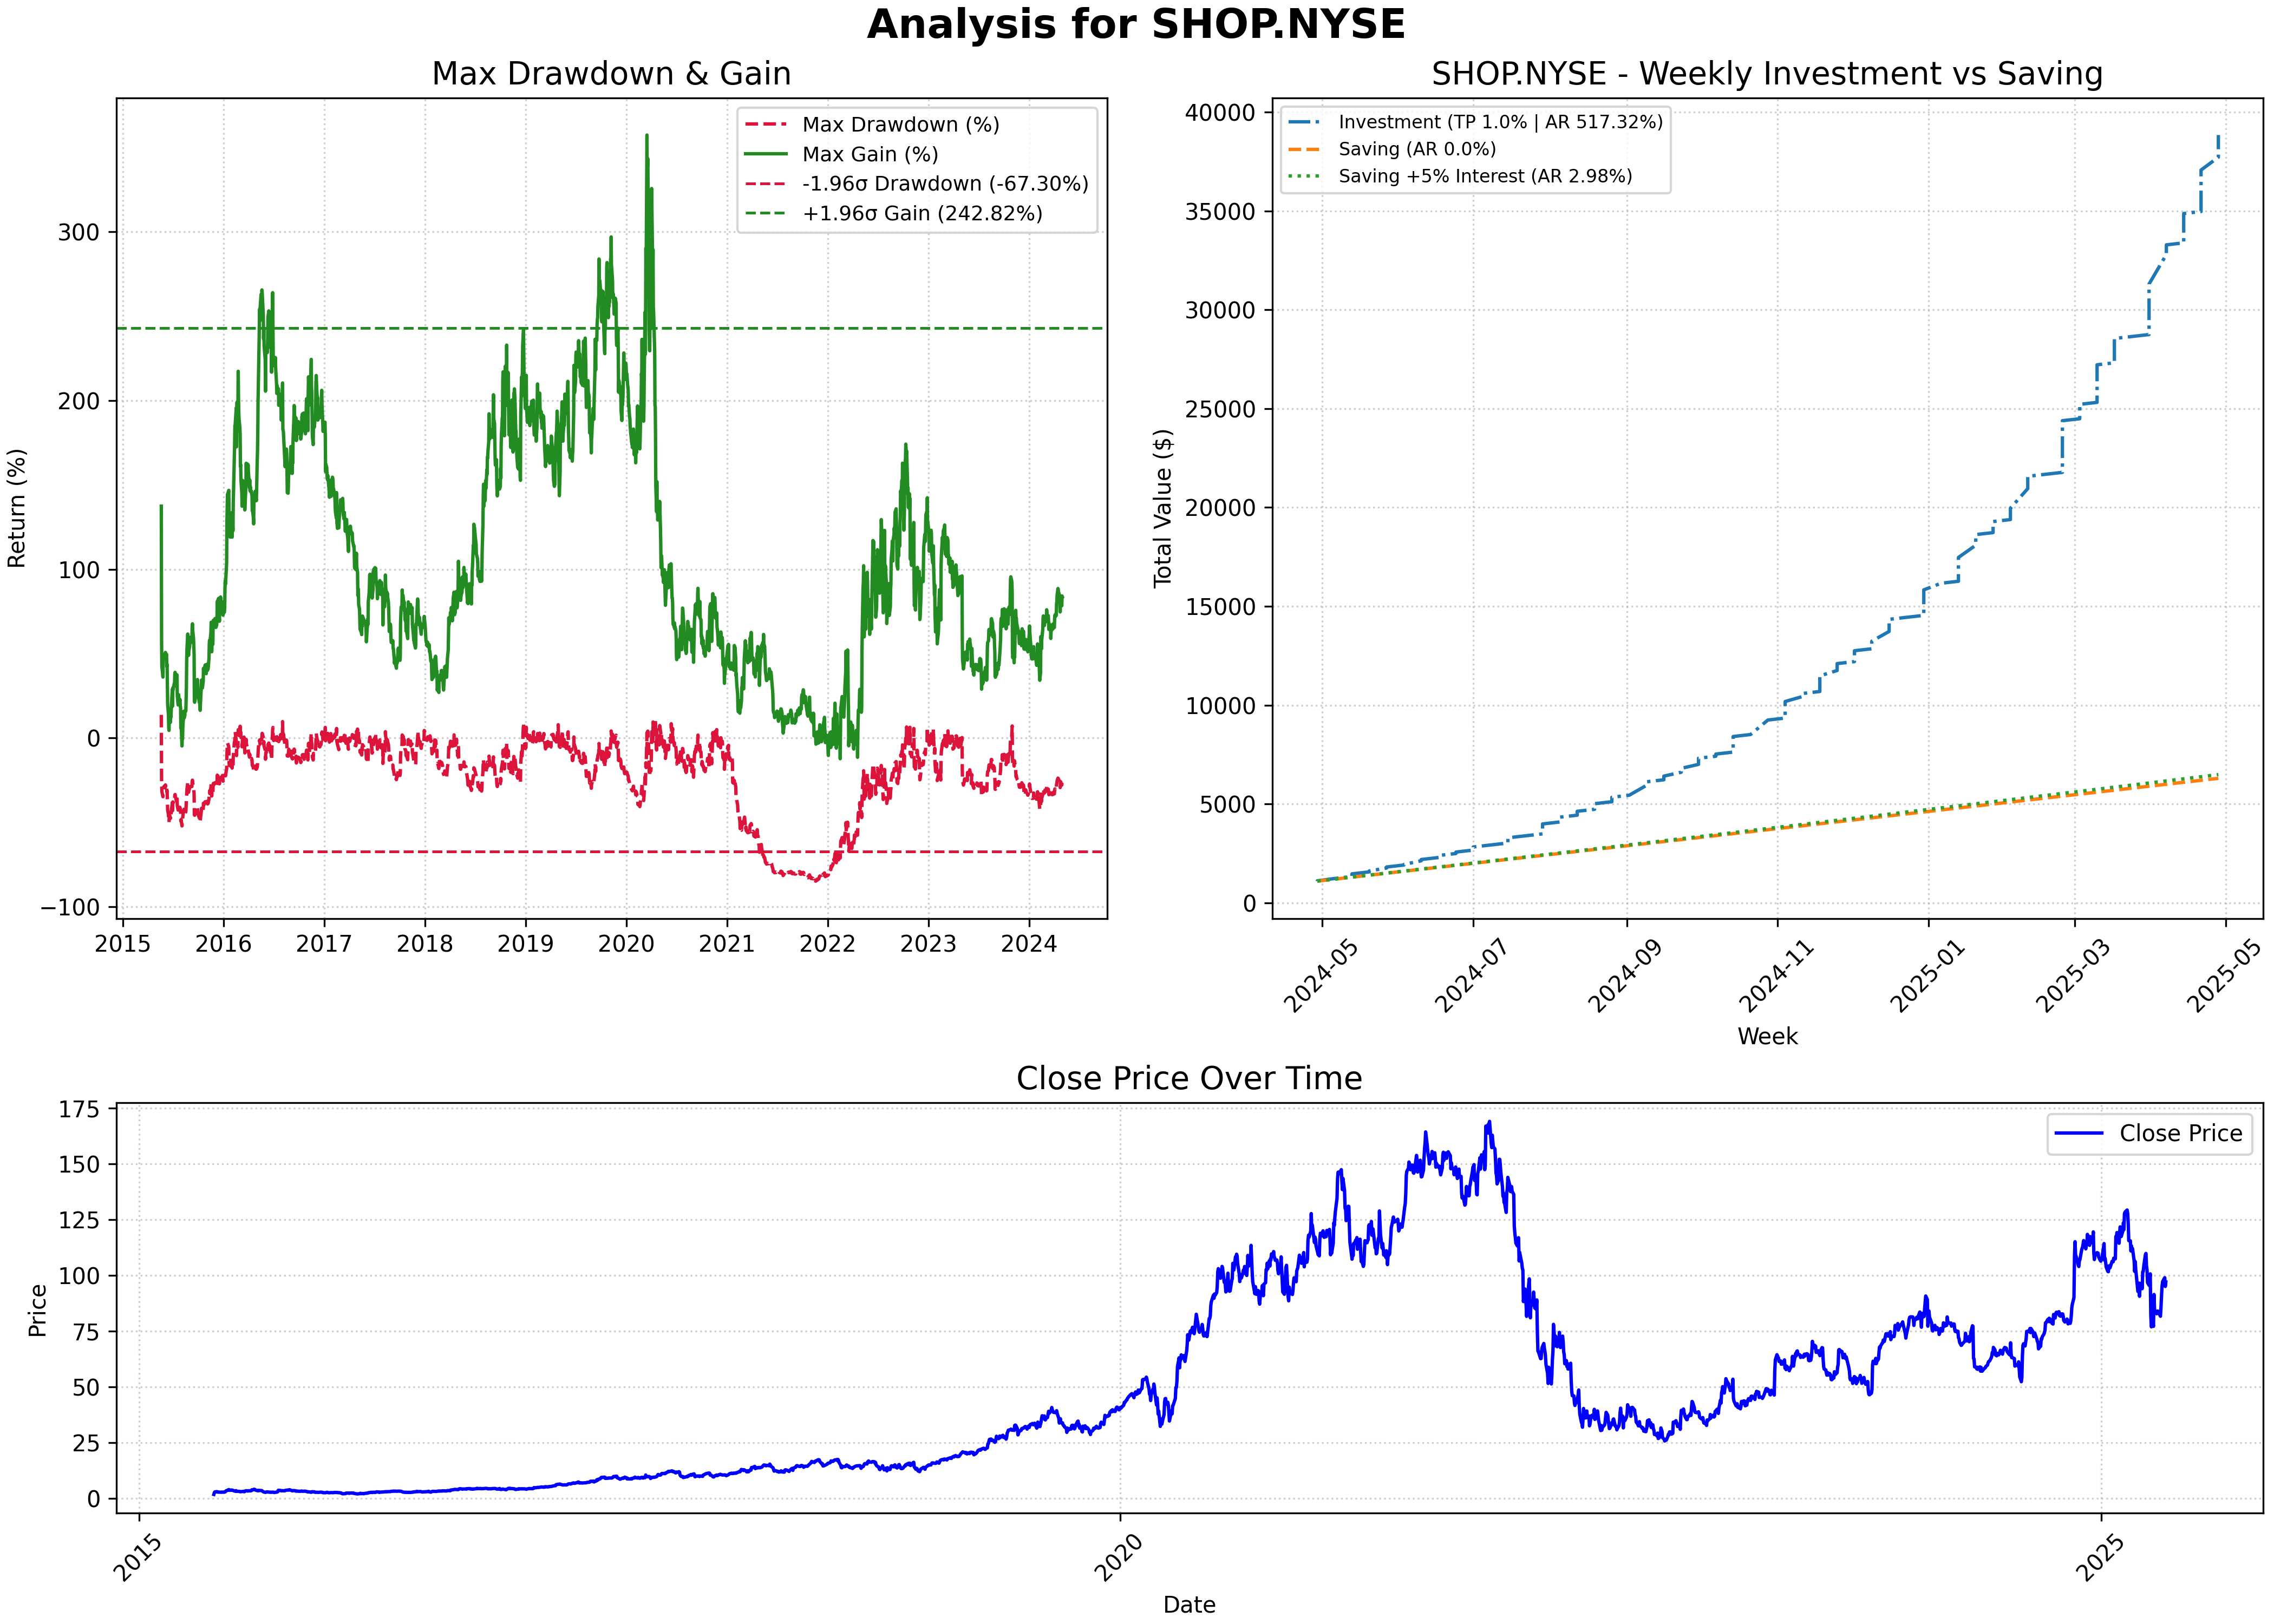 Analysis for SHOP.NYSE
Max Drawdown & Gain
Return (%)
300
200
100
0
−100
2015 2016 2017 2018 2019 2020 2021 2022 2023 2024
Max Drawdown (%)
Max Gain (%)
-1.96σ Drawdown (-67.30%)
+1.96σ Gain (242.82%)
SHOP.NYSE - Weekly Investment vs Saving
Total Value ($)
40000
35000
30000
25000
20000
15000
10000
5000
0
Investment (TP 1.0% | AR 517.32%)
Saving (AR 0.0%)
Saving +5% Interest (AR 2.98%)
2024-05 2024-07 2024-09 2024-11 2025-01 2025-03 2025-05
Week
Close Price Over Time
Price
175
150
125
100
75
50
25
0
Close Price
2015 2020 2025
Date